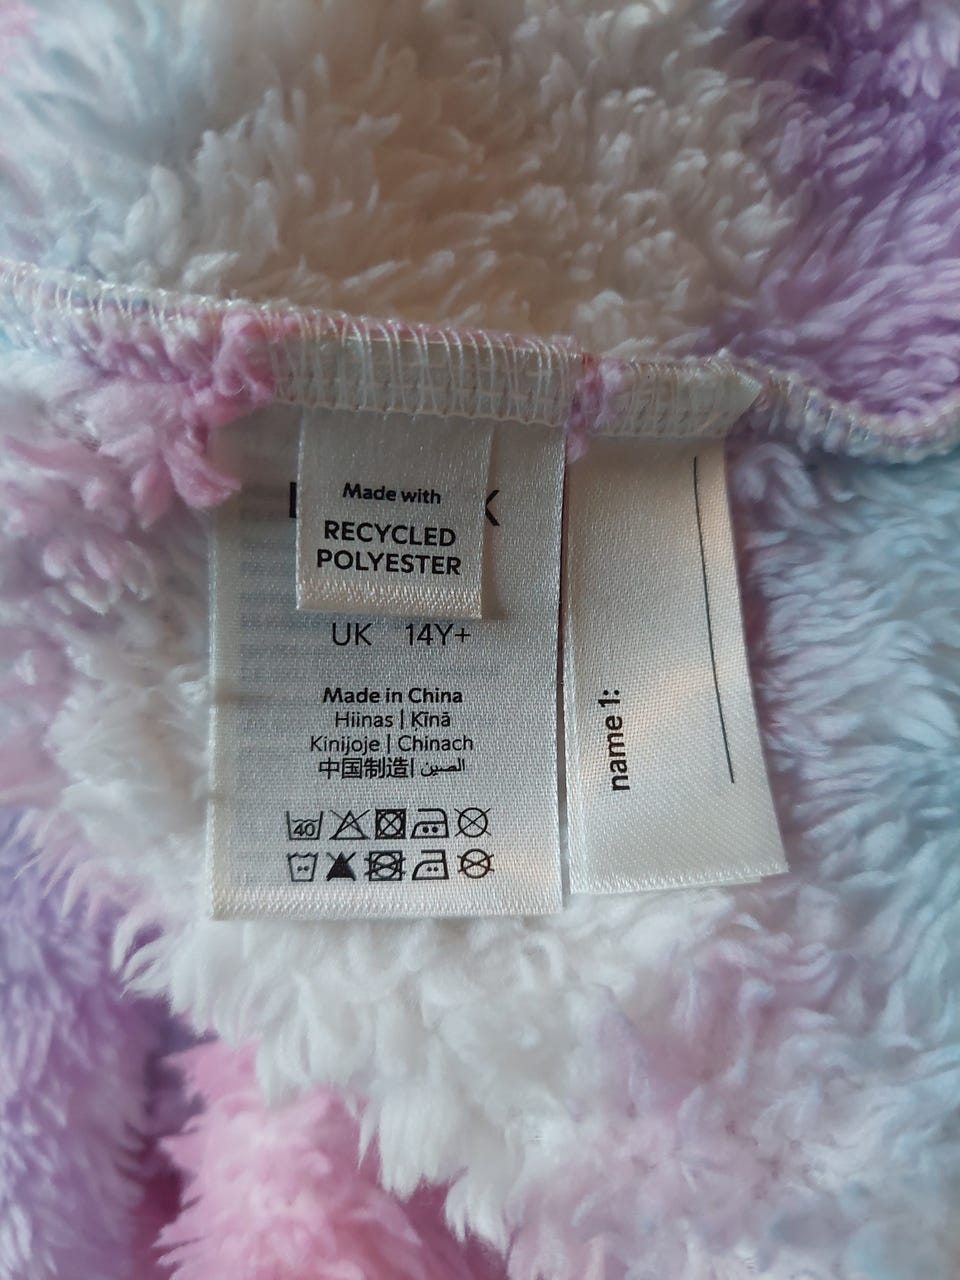 Made with
RECYCLED
POLYESTER
UK 14Y+
Made in China
Hiinas | Kīnā
Kinijoje | Chinach
中国制造| الصين
40
name 1: